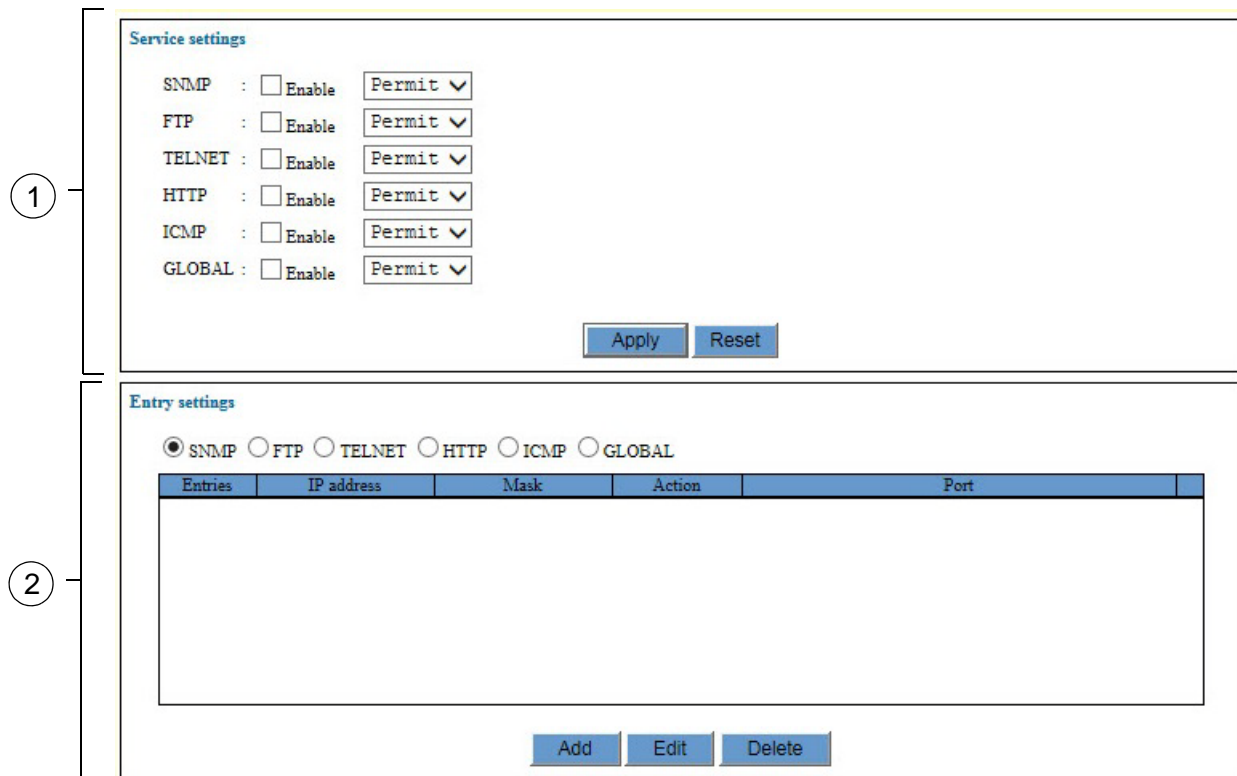 1
Service settings
SNMP : Enable Permit
FTP : Enable Permit
TELNET : Enable Permit
HTTP : Enable Permit
ICMP : Enable Permit
GLOBAL : Enable Permit
Apply Reset
2
Entry settings
SNMP FTP TELNET HTTP ICMP GLOBAL
Entries IP address Mask Action Port
Add Edit Delete